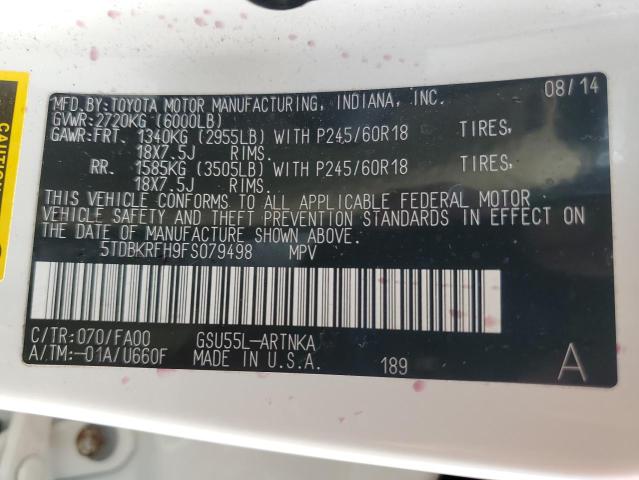 MFD.BY:TOYOTA MOTOR MANUFACTURING, INDIANA, INC. 08/14
GVWR:2720KG (6000LB)
GAWR:FRT. 1340KG (2955LB) WITH P245/60R18 TIRES,
18X7.5J RIMS.
RR. 1585KG (3505LB) WITH P245/60R18 TIRES,
18X7.5J RIMS.
THIS VEHICLE CONFORMS TO ALL APPLICABLE FEDERAL MOTOR
VEHICLE SAFETY AND THEFT PREVENTION STANDARDS IN EFFECT ON
THE DATE OF MANUFACTURE SHOWN ABOVE.
5TDBKRFH9FS079498 MPV
C/TR:070/FA00 GSU55L-ARTNKA
A/TM:-01A/U660F MADE IN U.S.A. 189 A
CAUTION